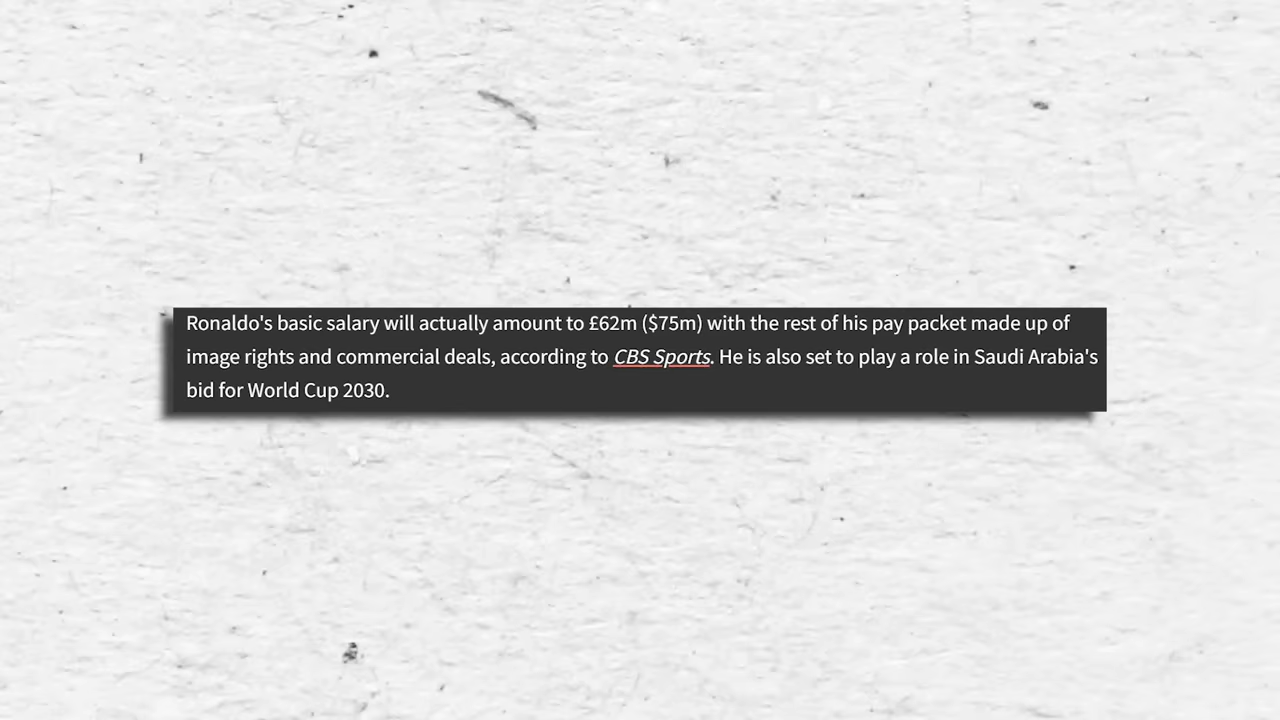 Ronaldo's basic salary will actually amount to £62m ($75m) with the rest of his pay packet made up of
image rights and commercial deals, according to CBS Sports. He is also set to play a role in Saudi Arabia's
bid for World Cup 2030.